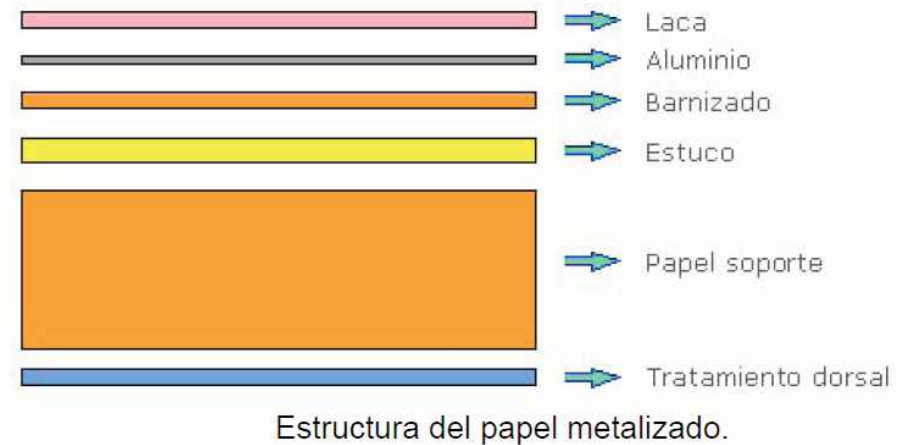 Laca
Aluminio
Barnizado
Estuco
Papel soporte
Tratamiento dorsal
Estructura del papel metalizado.